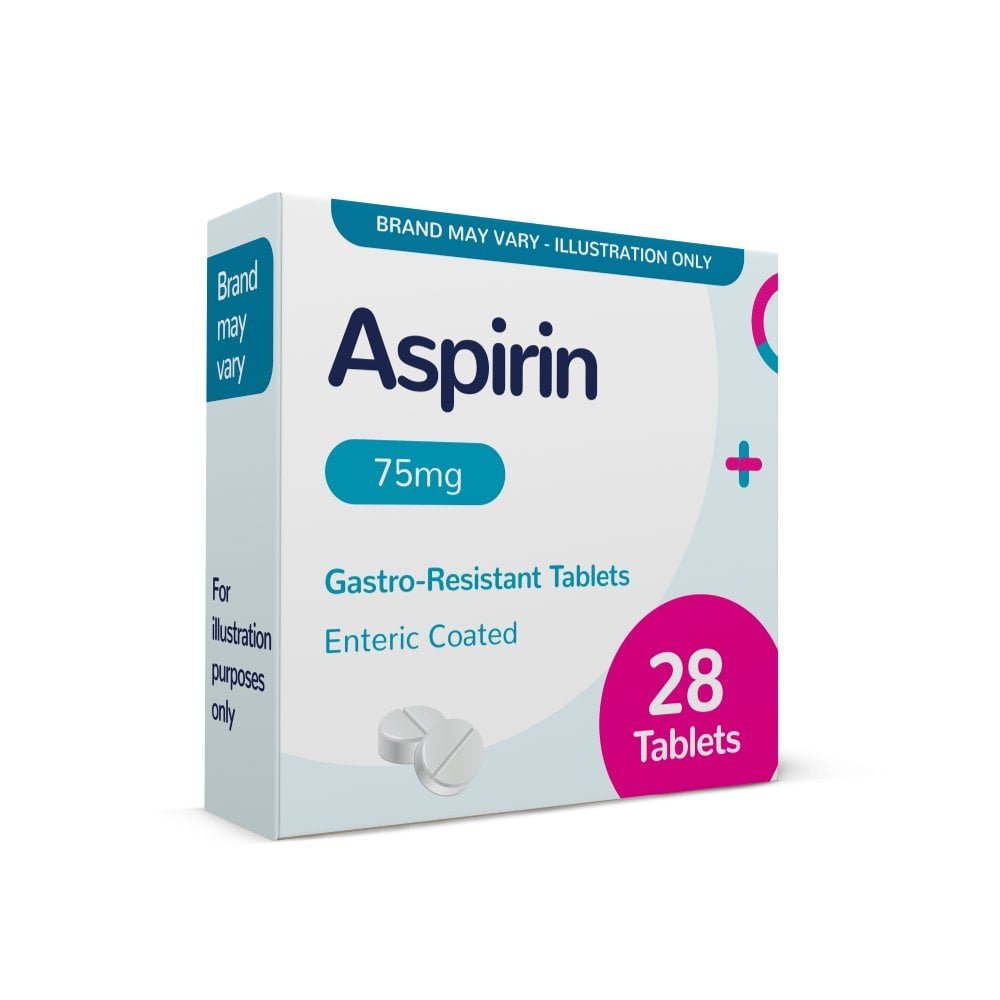 BRAND MAY VARY - ILLUSTRATION ONLY
Brand
may
vary
Aspirin
75mg
Gastro-Resistant Tablets
Enteric Coated
For
illustration
purposes
only
28
Tablets